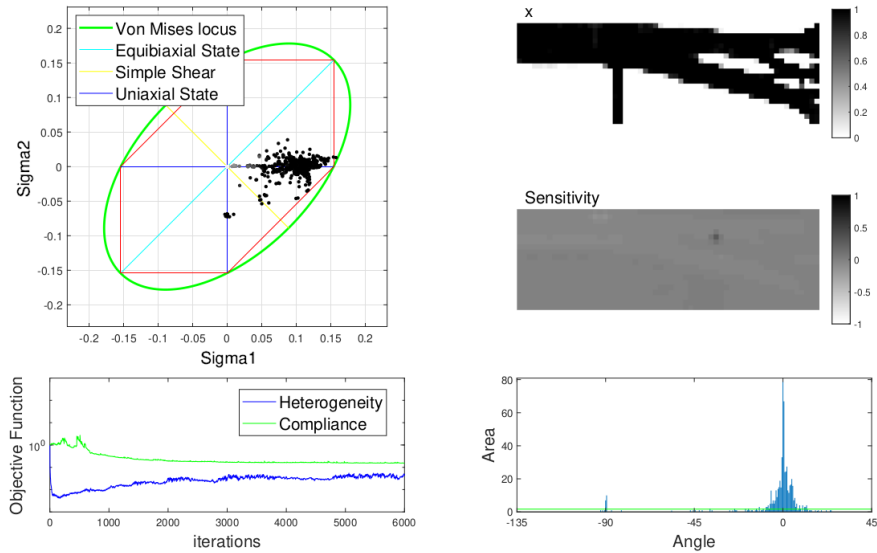 Von Mises locus
Equibiaxial State
Simple Shear
Uniaxial State
0.2
0.15
0.1
0.05
0
-0.05
-0.1
-0.15
-0.2
Sigma2
-0.2 -0.15 -0.1 -0.05 0 0.05 0.1 0.15 0.2
Sigma1
x
1
0.8
0.6
0.4
0.2
0
Sensitivity
1
0.5
0
-0.5
-1
Heterogeneity
Compliance
10^0
Objective Function
0 1000 2000 3000 4000 5000 6000
iterations
80
60
40
20
0
Area
-135 -90 -45 0 45
Angle